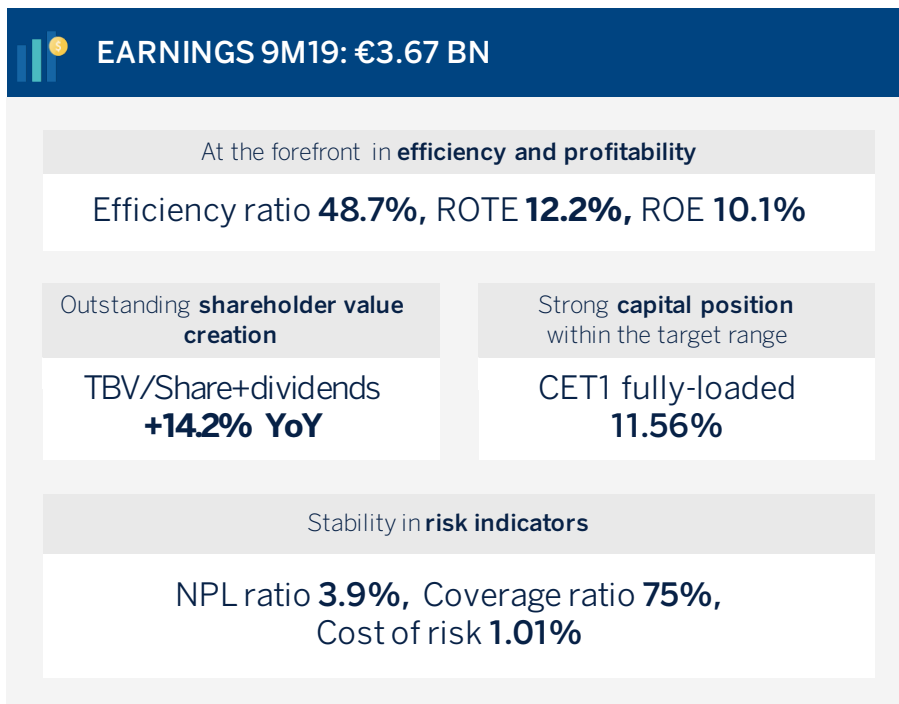 $
EARNINGS 9M19: €3.67 BN
At the forefront in efficiency and profitability
Efficiency ratio 48.7%, ROTE 12.2%, ROE 10.1%
Outstanding shareholder value
creation
TBV/Share+dividends
+14.2% YoY
Strong capital position
within the target range
CET1 fully-loaded
11.56%
Stability in risk indicators
NPL ratio 3.9%, Coverage ratio 75%,
Cost of risk 1.01%